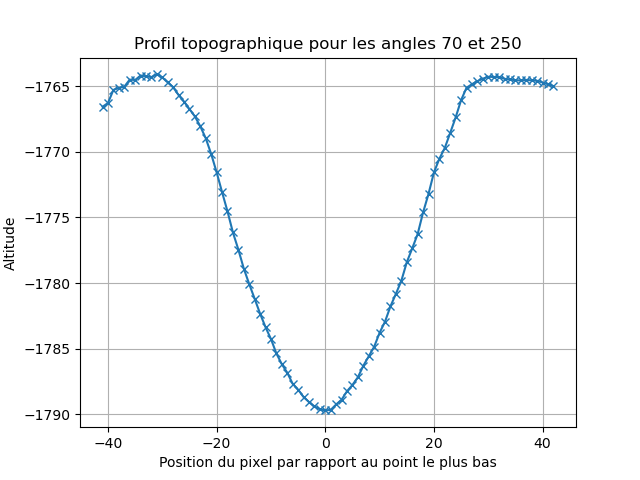 Profil topographique pour les angles 70 et 250
−1765
−1770
−1775
−1780
−1785
−1790
Altitude
−40 −20 0 20 40
Position du pixel par rapport au point le plus bas